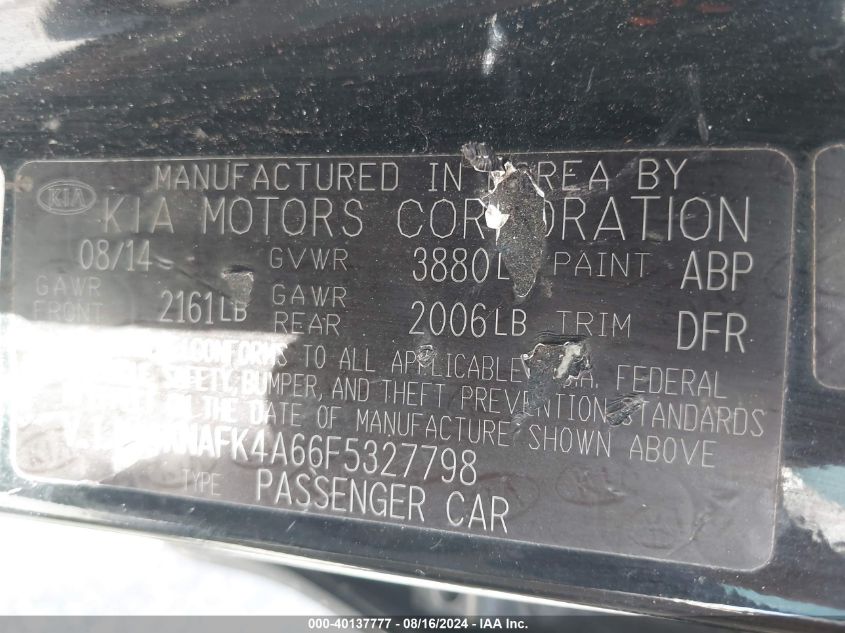 MANUFACTURED IN KOREA BY
KIA
KIA MOTORS CORPORATION
08/14 GVWR 3880L PAINT ABP
GAWR FRONT 2161LB GAWR REAR 2006LB TRIM DFR
CONFORMS TO ALL APPLICABLE U.S.A. FEDERAL
SAFETY, BUMPER, AND THEFT PREVENTION STANDARDS
THE DATE OF MANUFACTURE SHOWN ABOVE
KNAFK4A66F5327798
TYPE PASSENGER CAR
000-40137777 - 08/16/2024 - IAA Inc.